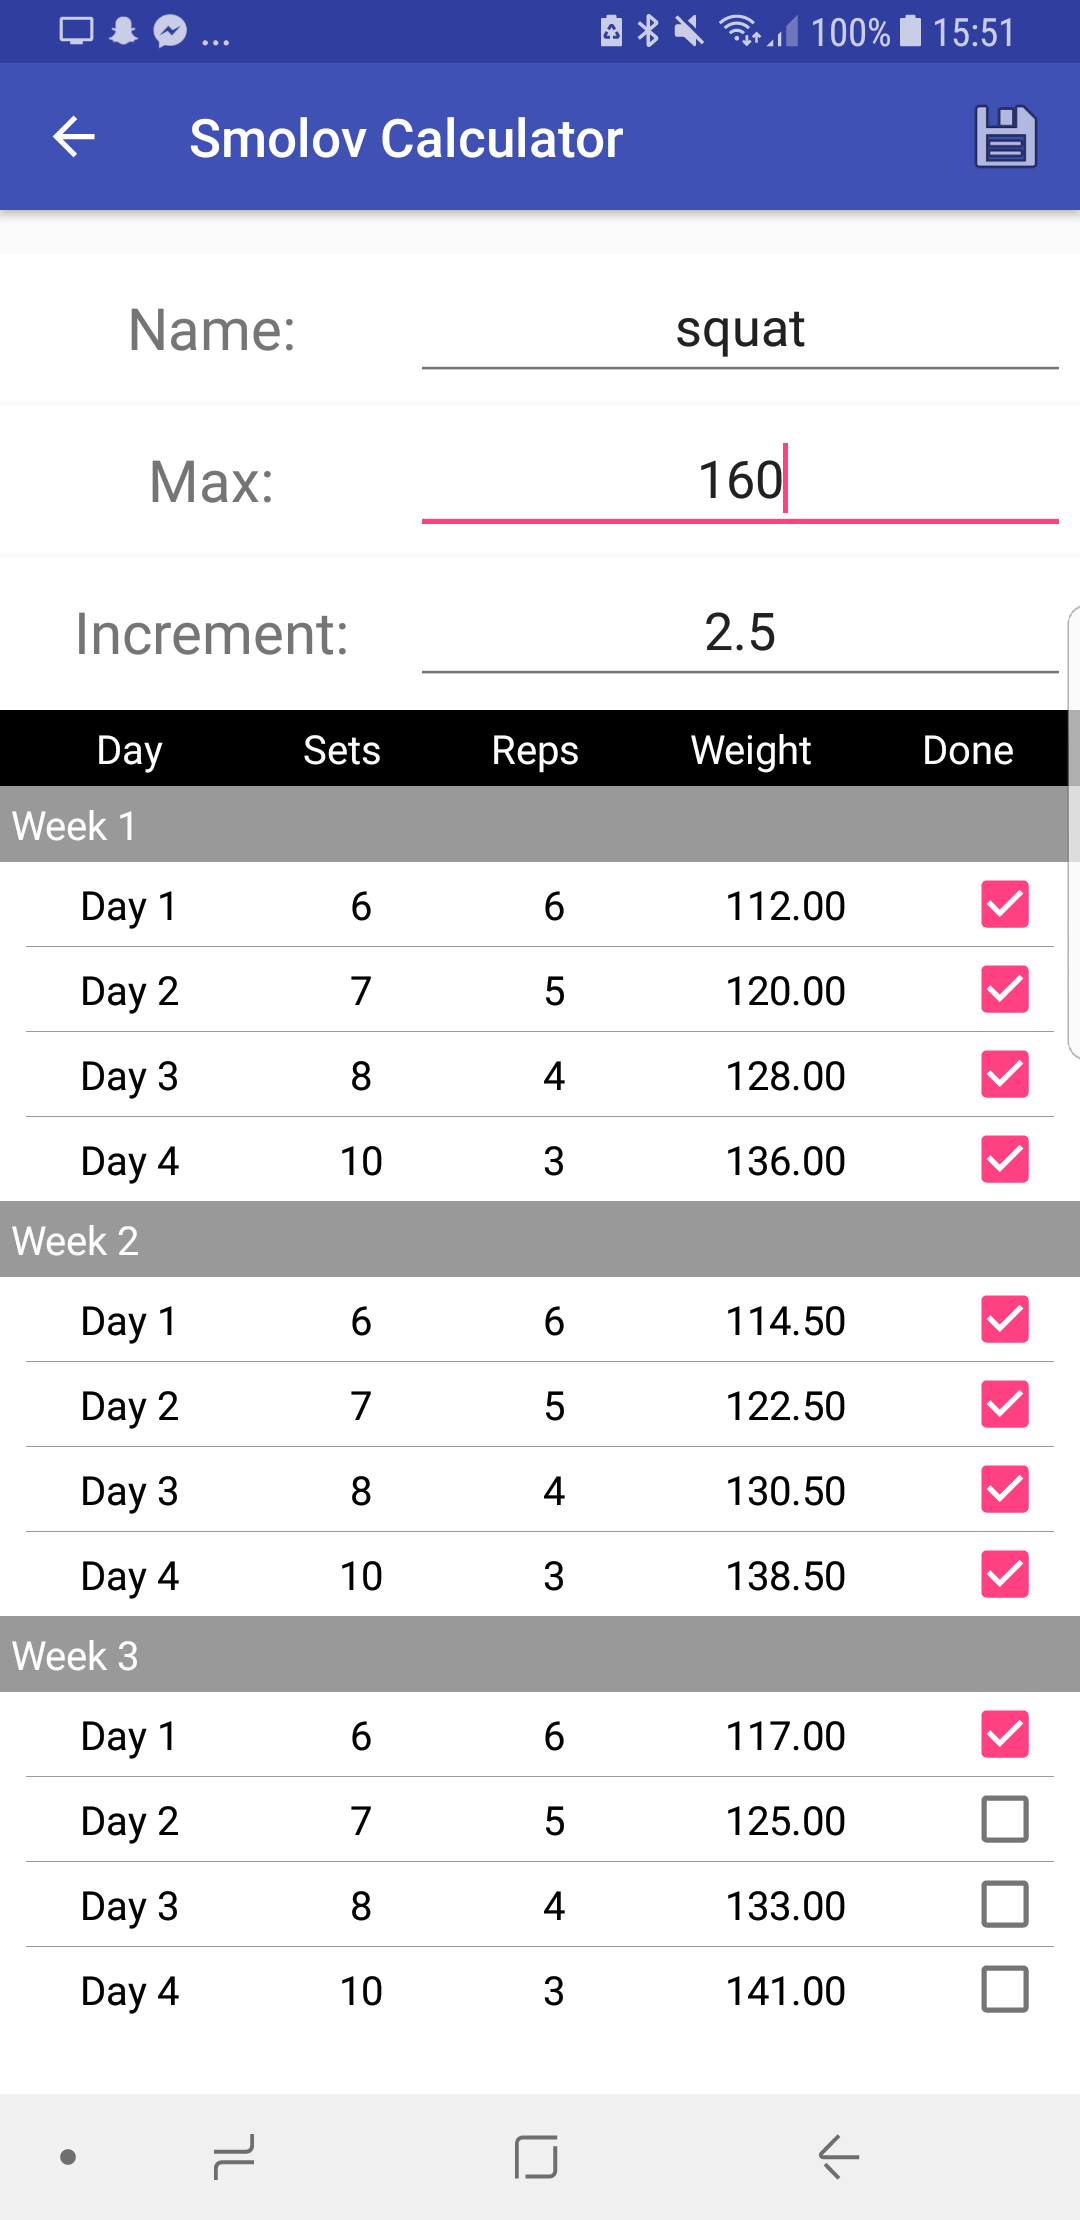 ... 100% 15:51
Smolov Calculator
Name: squat
Max: 160
Increment: 2.5
Day Sets Reps Weight Done
Week 1
Day 1 6 6 112.00
Day 2 7 5 120.00
Day 3 8 4 128.00
Day 4 10 3 136.00
Week 2
Day 1 6 6 114.50
Day 2 7 5 122.50
Day 3 8 4 130.50
Day 4 10 3 138.50
Week 3
Day 1 6 6 117.00
Day 2 7 5 125.00
Day 3 8 4 133.00
Day 4 10 3 141.00